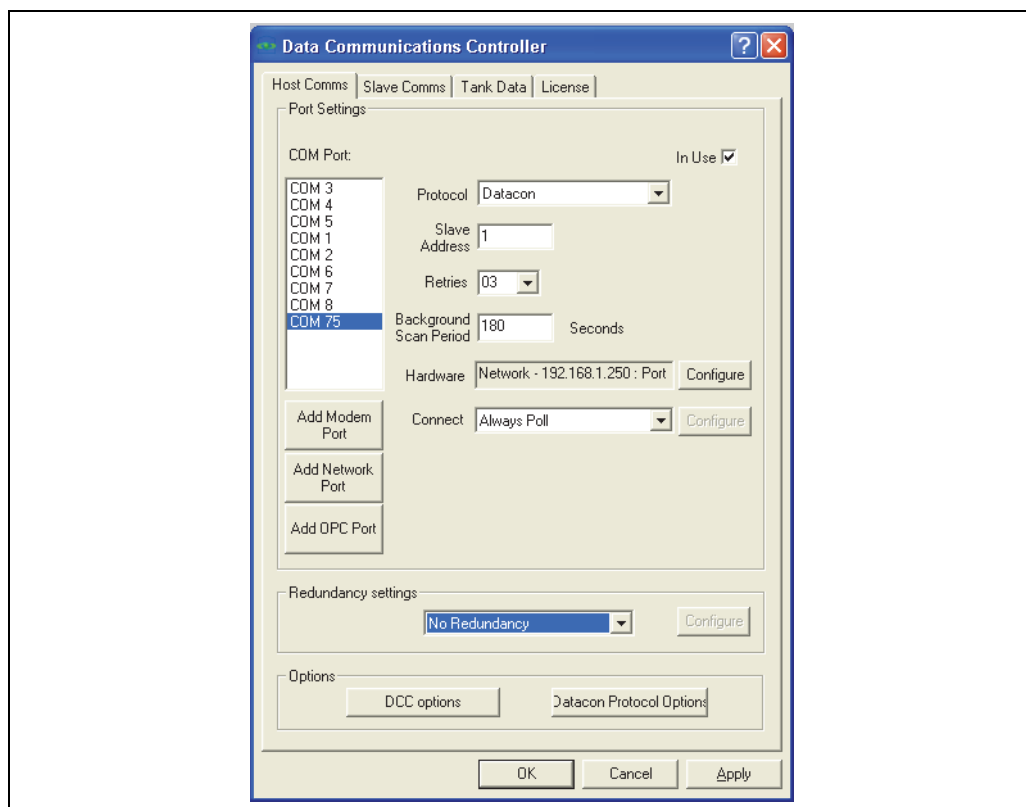 Data Communications Controller
Host Comms Slave Comms Tank Data License
Port Settings
COM Port:
In Use
COM 3
COM 4
COM 5
COM 1
COM 2
COM 6
COM 7
COM 8
COM 75
Protocol Datacon
Slave Address 1
Retries 03
Background Scan Period 180 Seconds
Hardware Network - 192.168.1.250 : Port Configure
Connect Always Poll Configure
Add Modem Port
Add Network Port
Add OPC Port
Redundancy settings
No Redundancy Configure
Options
DCC options Datacon Protocol Options
OK Cancel Apply